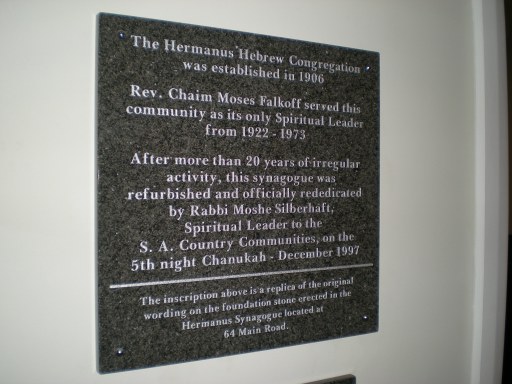 The Hermanus Hebrew Congregation
was established in 1906
Rev. Chaim Moses Falkoff served this
community as its only Spiritual Leader
from 1922 - 1973
After more than 20 years of irregular
activity, this synagogue was
refurbished and officially rededicated
by Rabbi Moshe Silberhaft,
Spiritual Leader to the
S. A. Country Communities, on the
5th night Chanukah - December 1997
The inscription above is a replica of the original
wording on the foundation stone erected in the
Hermanus Synagogue located at
64 Main Road.